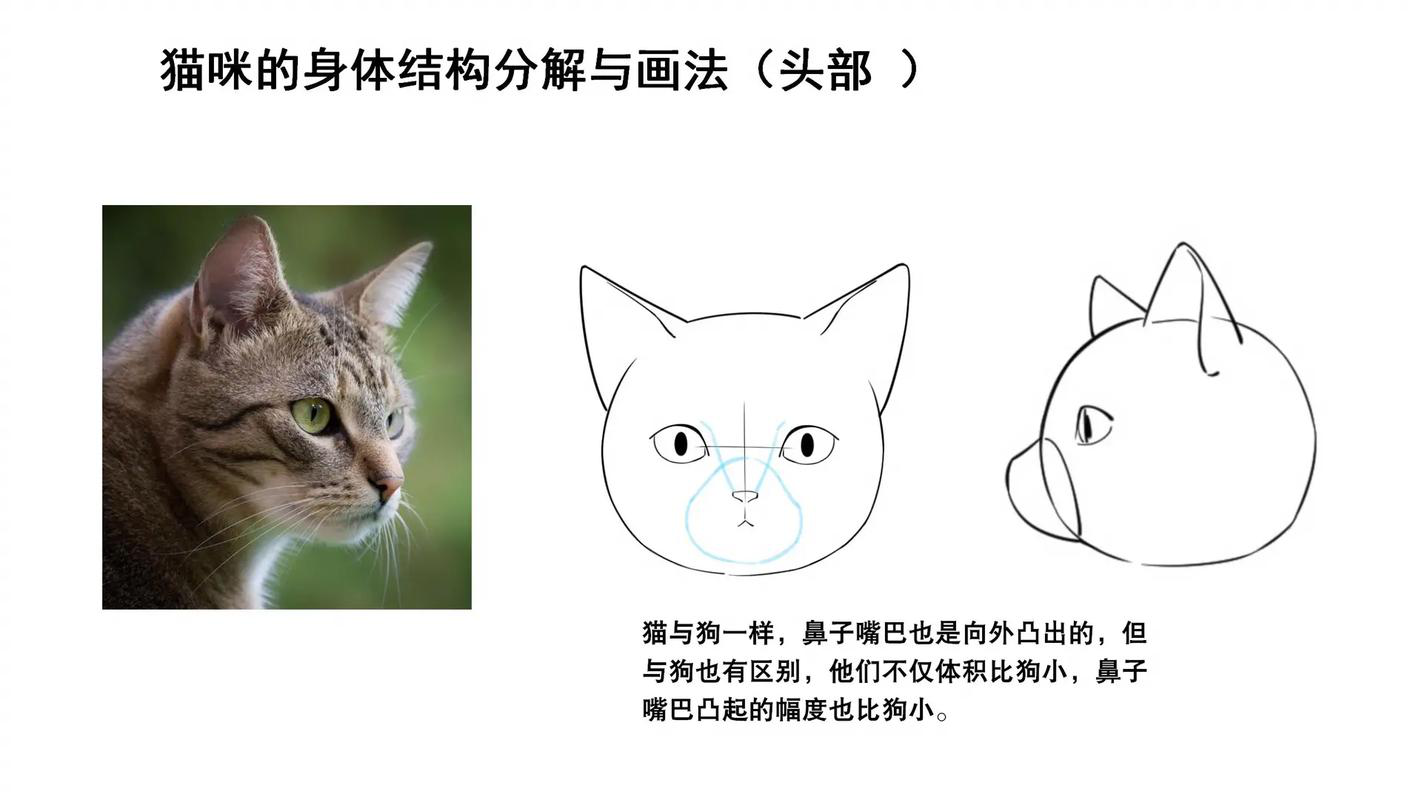 猫咪的身体结构分解与画法（头部 ）
猫与狗一样，鼻子嘴巴也是向外凸出的，但
与狗也有区别，他们不仅体积比狗小，鼻子
嘴巴凸起的幅度也比狗小。